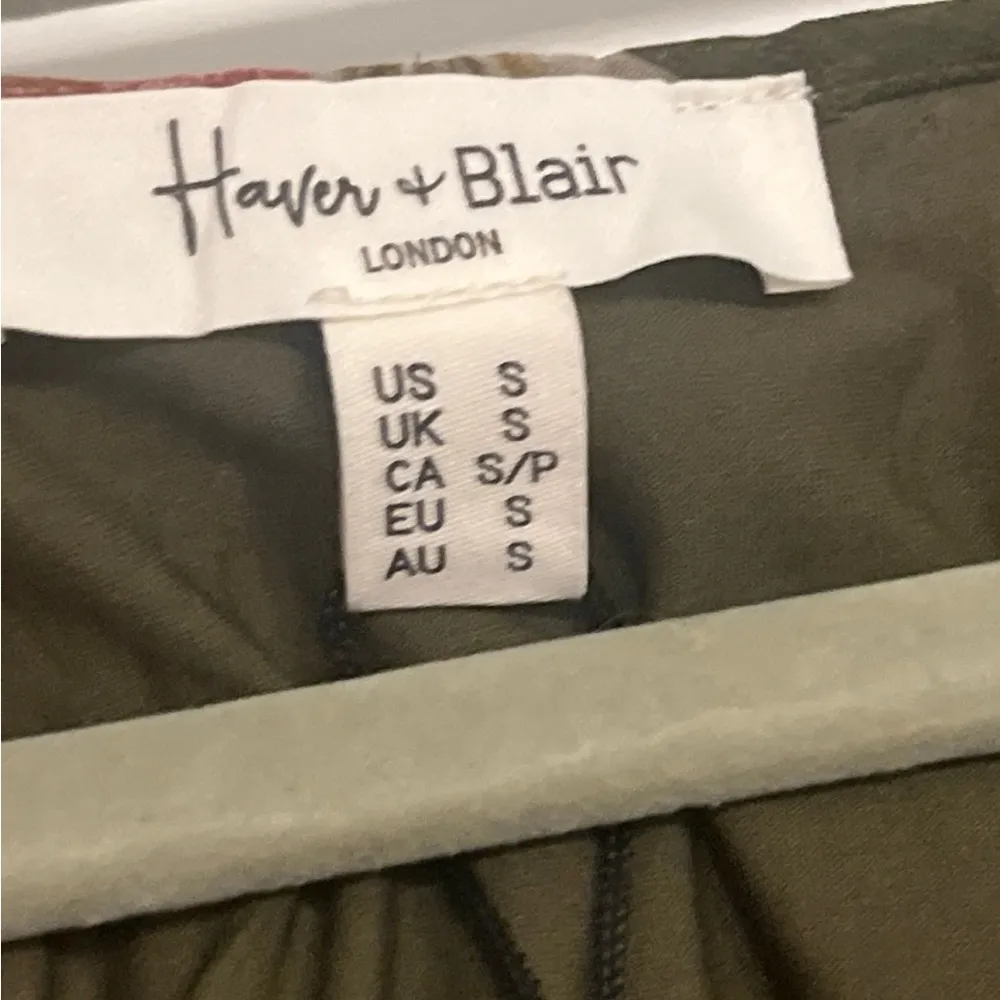 Haver + Blair
LONDON
US S
UK S
CA S/P
EU S
AU S